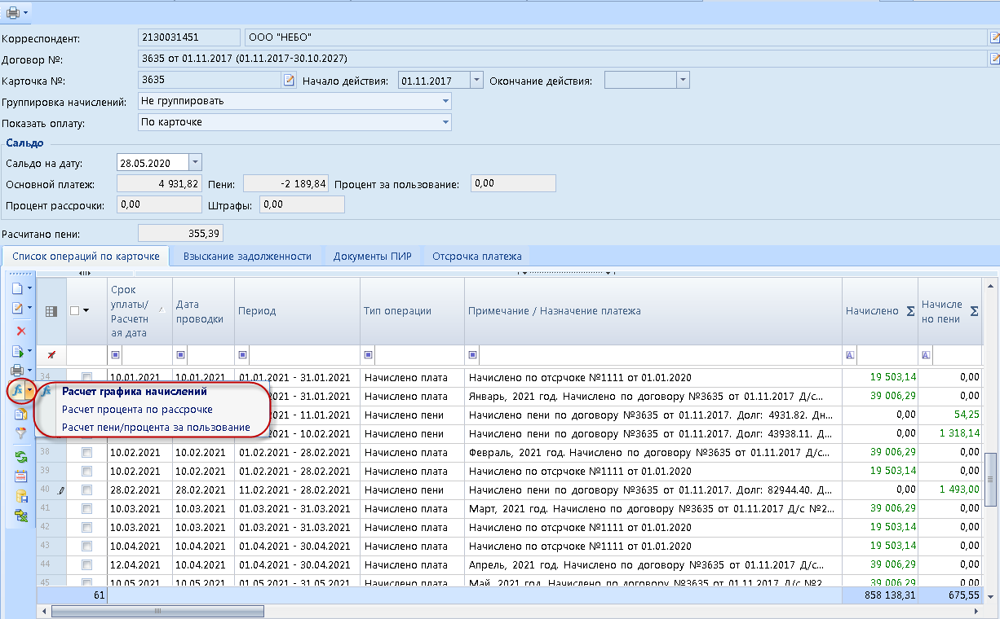 Корреспондент: 2130031451 ООО "НЕБО"
Договор №: 3635 от 01.11.2017 (01.11.2017-30.10.2027)
Карточка №: 3635 Начало действия: 01.11.2017 Окончание действия:
Группировка начислений: Не группировать
Показать оплату: По карточке
Сальдо
Сальдо на дату: 28.05.2020
Основной платеж: 4 931,82 Пени: -2 189,84 Процент за пользование: 0,00
Процент рассрочки: 0,00 Штрафы: 0,00
Расчитано пени: 355,39
Список операций по карточке Взыскание задолженности Документы ПИР Отсрочка платежа
Срок уплаты/ Расчетн ая дата Дата проводки Период Тип операции Примечание / Назначение платежа Начислено Σ Начисле но пени Σ
34 10.01.2021 10.01.2021 01.01.2021 - 31.01.2021 Начислено плата Начислено по отсрчоке №1111 от 01.01.2020 19 503,14 0,00
Расчет графика начислений - 31.01.2021 Начислено плата Январь, 2021 год. Начислено по договору №3635 от 01.11.2017 Д/с... 39 006,29 0,00
Расчет процента по рассрочке - 11.01.2021 Начислено пени Начислено пени по договору №3635 от 01.11.2017. Долг: 4931.82. Дн... 0,00 54,25
Расчет пени/процента за пользование - 10.02.2021 Начислено пени Начислено пени по договору №3635 от 01.11.2017. Долг: 43938.11. Д... 0,00 1 318,14
38 10.02.2021 10.02.2021 01.02.2021 - 28.02.2021 Начислено плата Февраль, 2021 год. Начислено по договору №3635 от 01.11.2017 Д/с... 39 006,29 0,00
39 10.02.2021 10.02.2021 01.02.2021 - 28.02.2021 Начислено плата Начислено по отсрчоке №1111 от 01.01.2020 19 503,14 0,00
40 28.02.2021 28.02.2021 11.02.2021 - 28.02.2021 Начислено пени Начислено пени по договору №3635 от 01.11.2017. Долг: 82944.40. Д... 0,00 1 493,00
41 10.03.2021 10.03.2021 01.03.2021 - 31.03.2021 Начислено плата Март, 2021 год. Начислено по договору №3635 от 01.11.2017 Д/с №2... 39 006,29 0,00
42 10.03.2021 10.03.2021 01.03.2021 - 31.03.2021 Начислено плата Начислено по отсрчоке №1111 от 01.01.2020 19 503,14 0,00
43 10.04.2021 10.04.2021 01.04.2021 - 30.04.2021 Начислено плата Начислено по отсрчоке №1111 от 01.01.2020 19 503,14 0,00
44 12.04.2021 10.04.2021 01.04.2021 - 30.04.2021 Начислено плата Апрель, 2021 год. Начислено по договору №3635 от 01.11.2017 Д/с... 39 006,29 0,00
45 10.05.2021 10.05.2021 01.05.2021 - 31.05.2021 Начислено плата Май, 2021 год. Начислено по договору №3635 от 01.11.2017 Д/с №2... 39 006,29 0,00
61 858 138,31 675,55